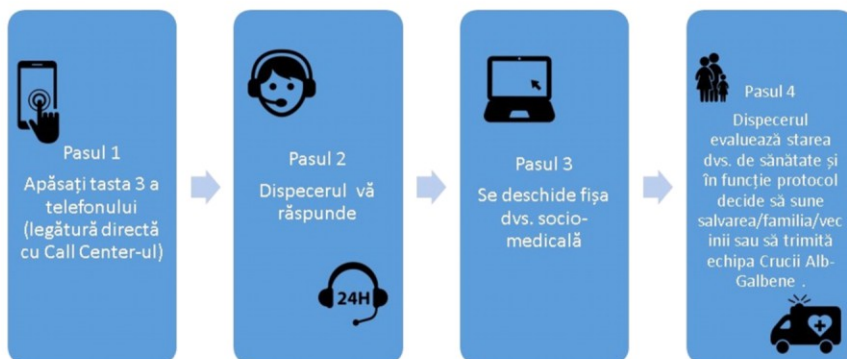 Pasul 1
Apăsați tasta 3 a
telefonului
(legătură directă
cu Call Center-ul)
Pasul 2
Dispecerul vă
răspunde
24H
Pasul 3
Se deschide fișa
dvs. socio-
medicală
Pasul 4
Dispecerul
evaluează starea
dvs. de sănătate și
în funcție protocol
decide să sune
salvarea/familia/vec
inii sau să trimită
echipa Crucii Alb-
Galbene .